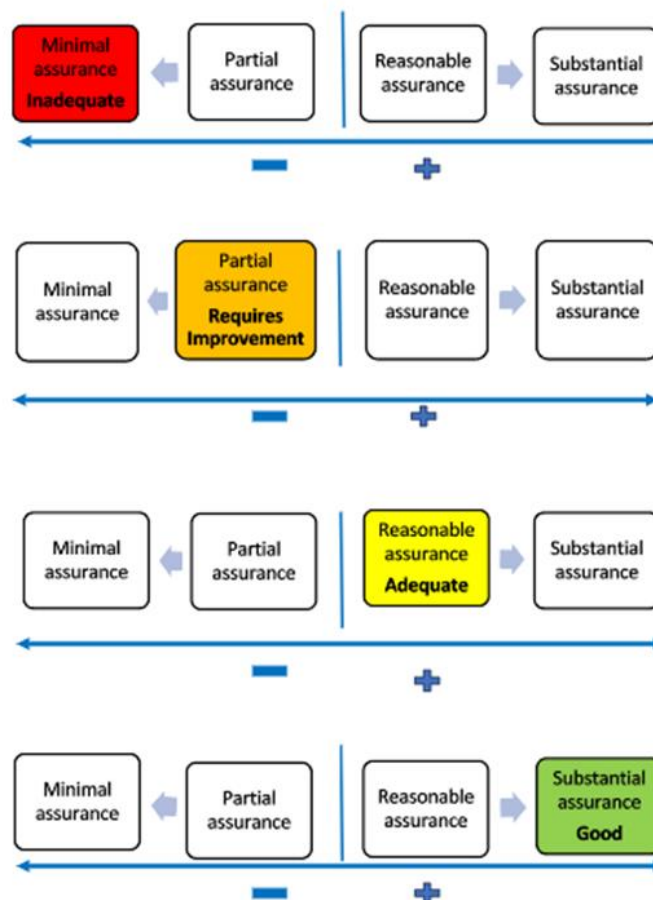 Minimal
assurance
Inadequate
Partial
assurance
Reasonable
assurance
Substantial
assurance
Minimal
assurance
Partial
assurance
Requires
Improvement
Reasonable
assurance
Substantial
assurance
Minimal
assurance
Partial
assurance
Reasonable
assurance
Adequate
Substantial
assurance
Minimal
assurance
Partial
assurance
Reasonable
assurance
Substantial
assurance
Good